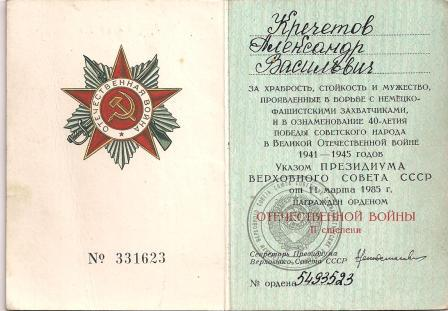 ОТЕЧЕСТВЕННАЯ ВОЙНА
№ 331623
Кречетов
Александр
Васильевич
ЗА ХРАБРОСТЬ, СТОЙКОСТЬ И МУЖЕСТВО,
ПРОЯВЛЕННЫЕ В БОРЬБЕ С НЕМЕЦКО-
ФАШИСТСКИМИ ЗАХВАТЧИКАМИ,
И В ОЗНАМЕНОВАНИЕ 40-ЛЕТИЯ
ПОБЕДЫ СОВЕТСКОГО НАРОДА
В ВЕЛИКОЙ ОТЕЧЕСТВЕННОЙ ВОЙНЕ
1941—1945 ГОДОВ
Указом ПРЕЗИДИУМА
ВЕРХОВНОГО СОВЕТА СССР
от 11 марта 1985 г.
НАГРАЖДЕН ОРДЕНОМ
ОТЕЧЕСТВЕННОЙ ВОЙНЫ
II степени
Секретарь Президиума
Верховного Совета СССР
№ ордена 5493523